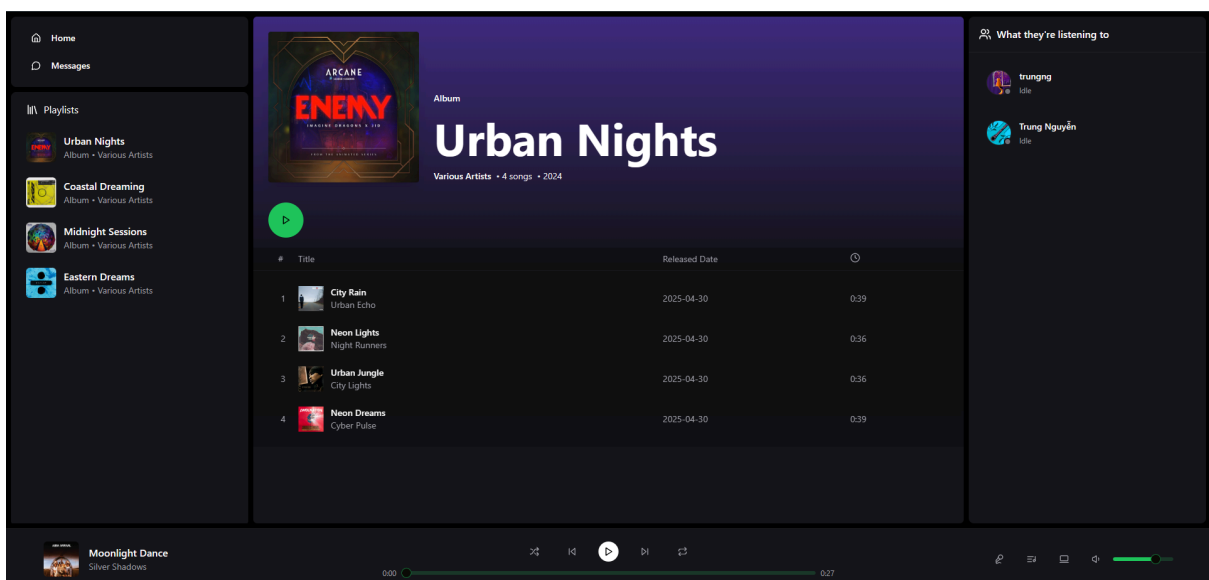 Home
Messages
Playlists
Urban Nights
Album • Various Artists
Coastal Dreaming
Album • Various Artists
Midnight Sessions
Album • Various Artists
Eastern Dreams
Album • Various Artists
ARCANE
ENEMY
IMAGINE DRAGONS X JID
FROM THE ANIMATED SERIES
Album
Urban Nights
Various Artists • 4 songs • 2024
# Title Released Date
1 City Rain 2025-04-30 0:39
Urban Echo
2 Neon Lights 2025-04-30 0:36
Night Runners
3 Urban Jungle 2025-04-30 0:36
City Lights
4 Neon Dreams 2025-04-30 0:39
Cyber Pulse
What they're listening to
trungng
Idle
Trung Nguyễn
Idle
Moonlight Dance
Silver Shadows
0:00 0:27